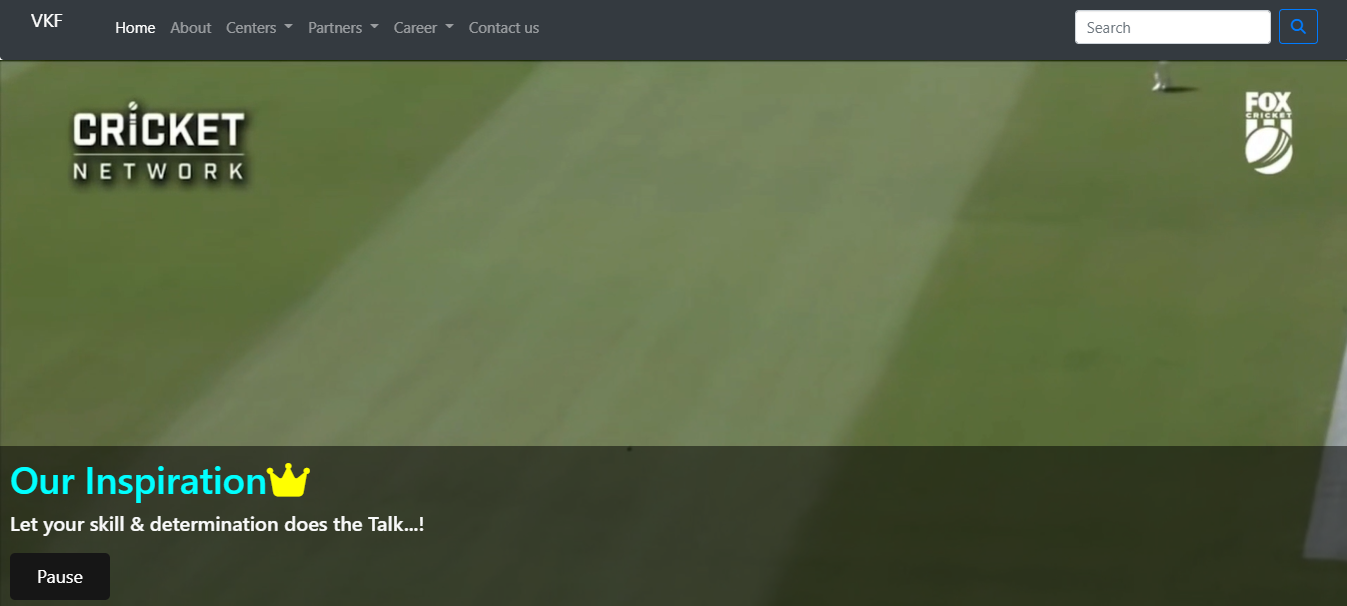 VKF
Home About Centers Partners Career Contact us
Search
CRiCKET
NETWORK
FOX
CRICKET
Our Inspiration
Let your skill & determination does the Talk...!
Pause